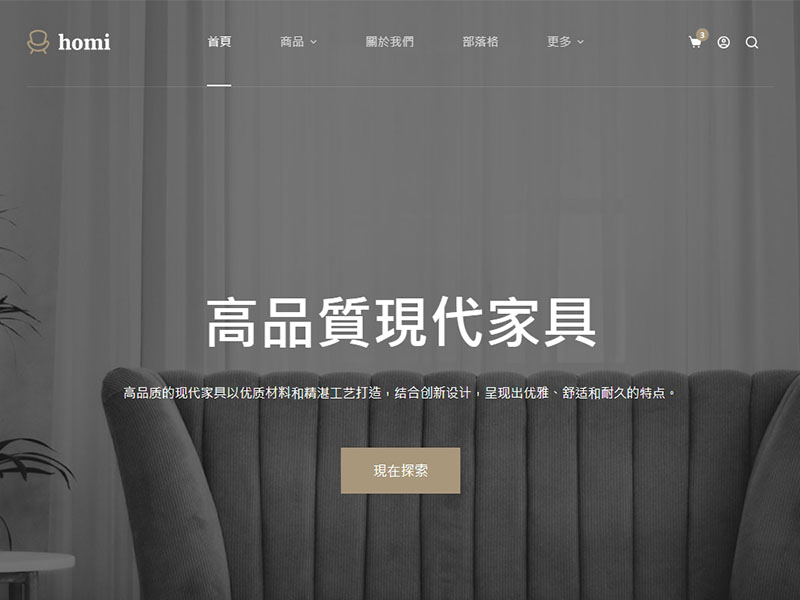 homi
首頁
商品
關於我們
部落格
更多
3
高品質現代家具
高品质的现代家具以优质材料和精湛工艺打造，结合创新设计，呈现出优雅、舒适和耐久的特点。
現在探索